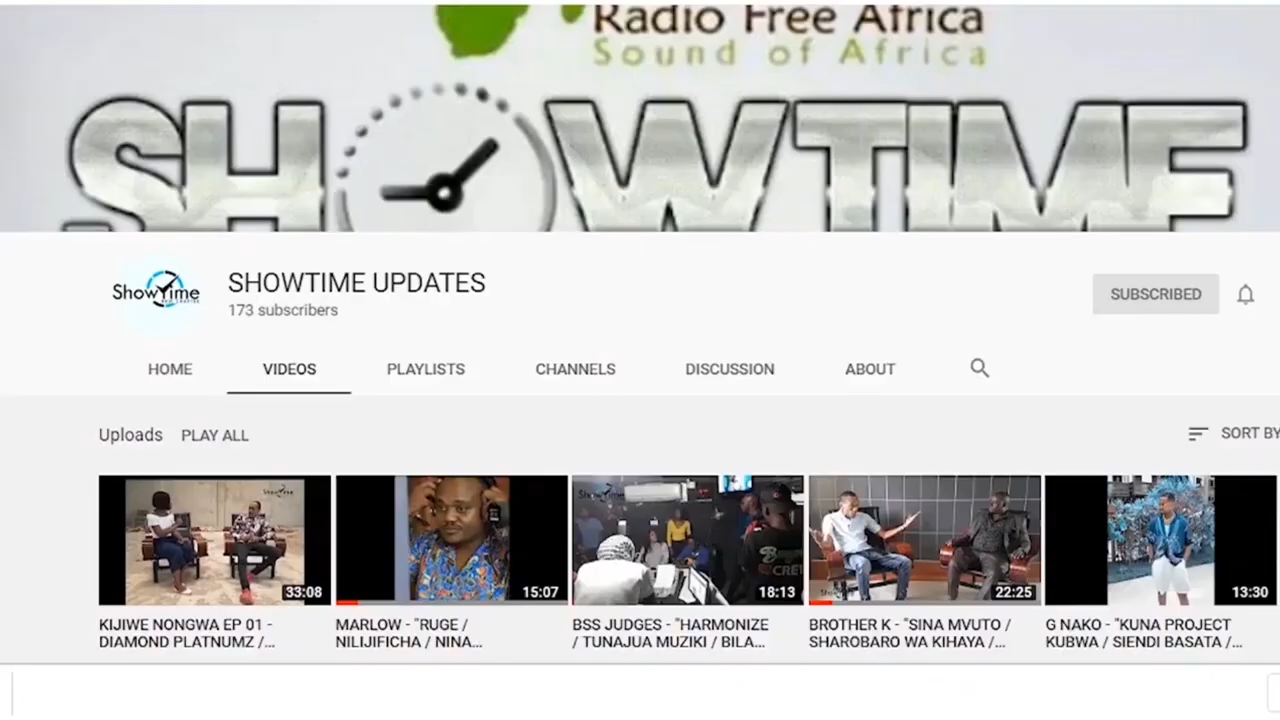 Radio Free Africa
Sound of Africa
SHOWTIME
ShowTime
SHOWTIME UPDATES
173 subscribers
SUBSCRIBED
HOME VIDEOS PLAYLISTS CHANNELS DISCUSSION ABOUT
Uploads PLAY ALL
SORT BY
ShowTime
33:08
15:07
ShowTime
18:13
22:25
13:30
KIJIWE NONGWA EP 01 -
DIAMOND PLATNUMZ /...
MARLOW - "RUGE /
NILIJIFICHA / NINA...
BSS JUDGES - "HARMONIZE
/ TUNAJUA MUZIKI / BILA...
BROTHER K - "SINA MVUTO /
SHAROBARO WA KIHAYA /...
G NAKO - "KUNA PROJECT
KUBWA / SIENDI BASATA /...